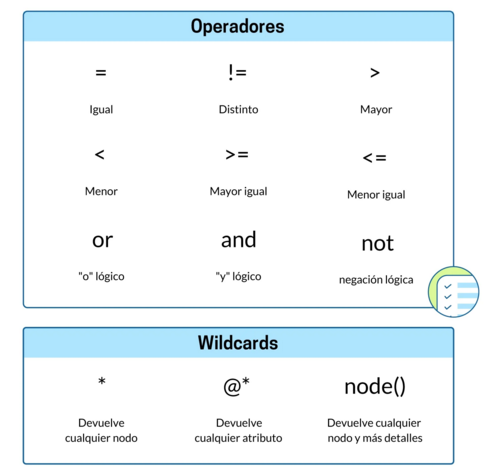 Operadores
= != >
Igual Distinto Mayor
< >= <=
Menor Mayor igual Menor igual
or and not
"o" lógico "y" lógico negación lógica
Wildcards
* @* node()
Devuelve
cualquier nodo
Devuelve
cualquier atributo
Devuelve cualquier
nodo y más detalles